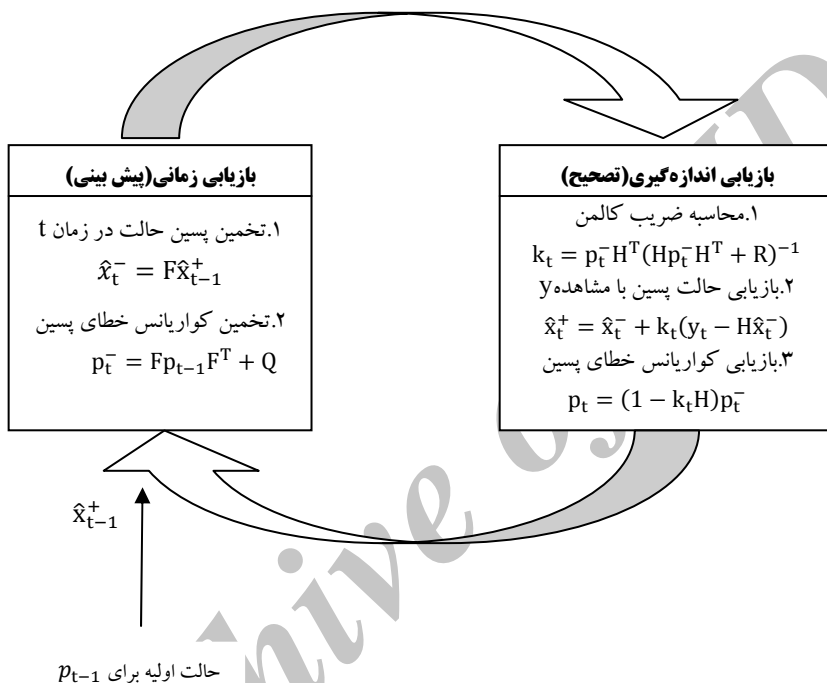 بازیابی زمانی(پیش بینی)
۱.تخمین پسین حالت در زمان t
x̂ₜ⁻ = Fx̂ₜ₋₁⁺
۲.تخمین کواریانس خطای پسین
pₜ⁻ = Fpₜ₋₁Fᵀ + Q
بازیابی اندازه‌گیری(تصحیح)
۱.محاسبه ضریب کالمن
kₜ = pₜ⁻Hᵀ(Hpₜ⁻Hᵀ + R)⁻¹
۲.بازیابی حالت پسین با مشاهدهy
x̂ₜ⁺ = x̂ₜ⁻ + kₜ(yₜ − Hx̂ₜ⁻)
۳.بازیابی کواریانس خطای پسین
pₜ = (1 − kₜH)pₜ⁻
x̂ₜ₋₁⁺
حالت اولیه برای pₜ₋₁